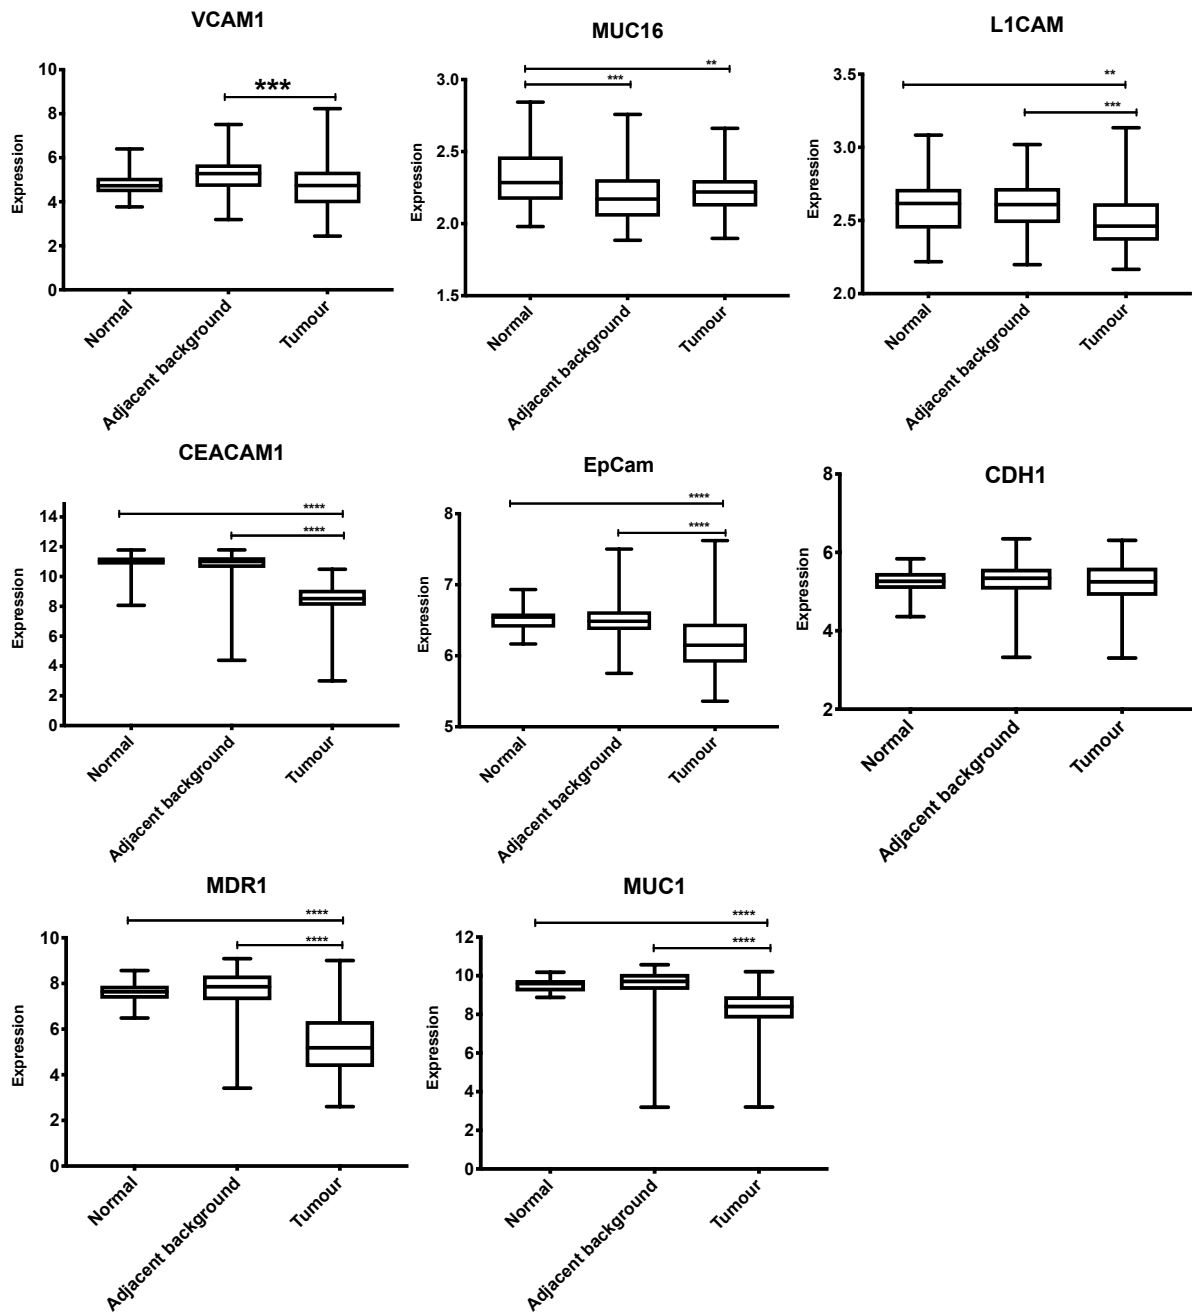 VCAM1
***
Expression
10
8
6
4
2
0
Normal
Adjacent background
Tumour
MUC16
**
***
Expression
3.0
2.5
2.0
1.5
Normal
Adjacent background
Tumour
L1CAM
**
***
Expression
3.5
3.0
2.5
2.0
Normal
Adjacent background
Tumour
CEACAM1
****
****
Expression
14
12
10
8
6
4
2
0
Normal
Adjacent background
Tumour
EpCam
****
****
Expression
8
7
6
5
Normal
Adjacent background
Tumour
CDH1
Expression
8
6
4
2
Normal
Adjacent background
Tumour
MDR1
****
****
Expression
10
8
6
4
2
0
Normal
Adjacent background
Tumour
MUC1
****
****
Expression
12
10
8
6
4
2
0
Normal
Adjacent background
Tumour